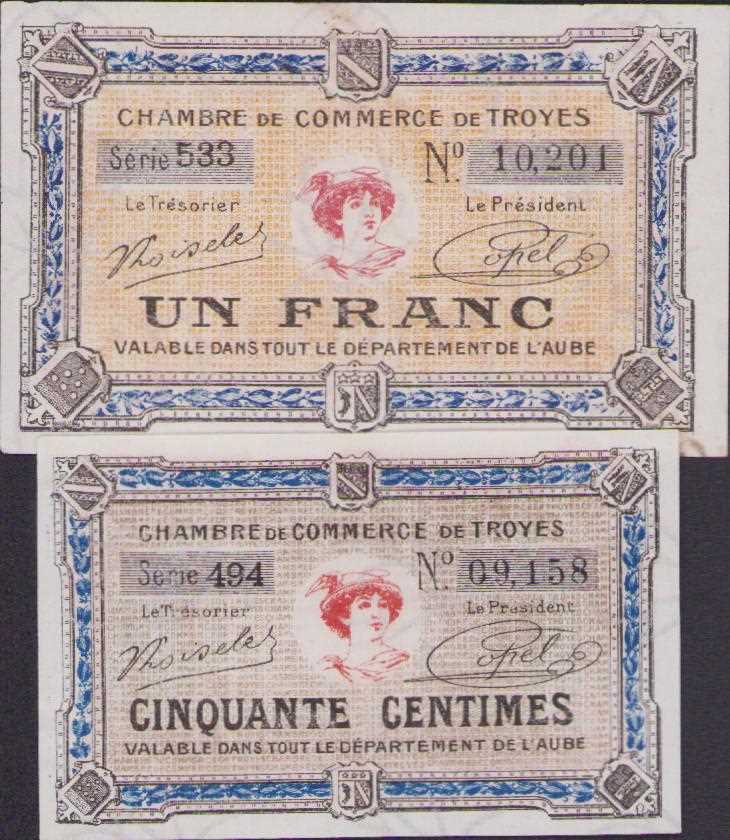 CHAMBRE DE COMMERCE DE TROYES
Série 533 Nº 10,201
Le Trésorier Le Président
UN FRANC
VALABLE DANS TOUT LE DÉPARTEMENT DE L'AUBE
CHAMBRE DE COMMERCE DE TROYES
Série 494 Nº 09,158
Le Trésorier Le Président
CINQUANTE CENTIMES
VALABLE DANS TOUT LE DÉPARTEMENT DE L'AUBE